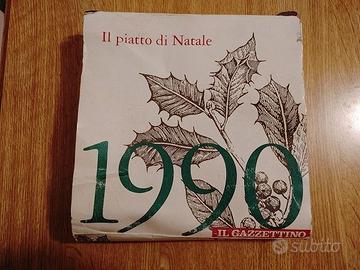 Il piatto di Natale
1990
IL GAZZETTINO
subito